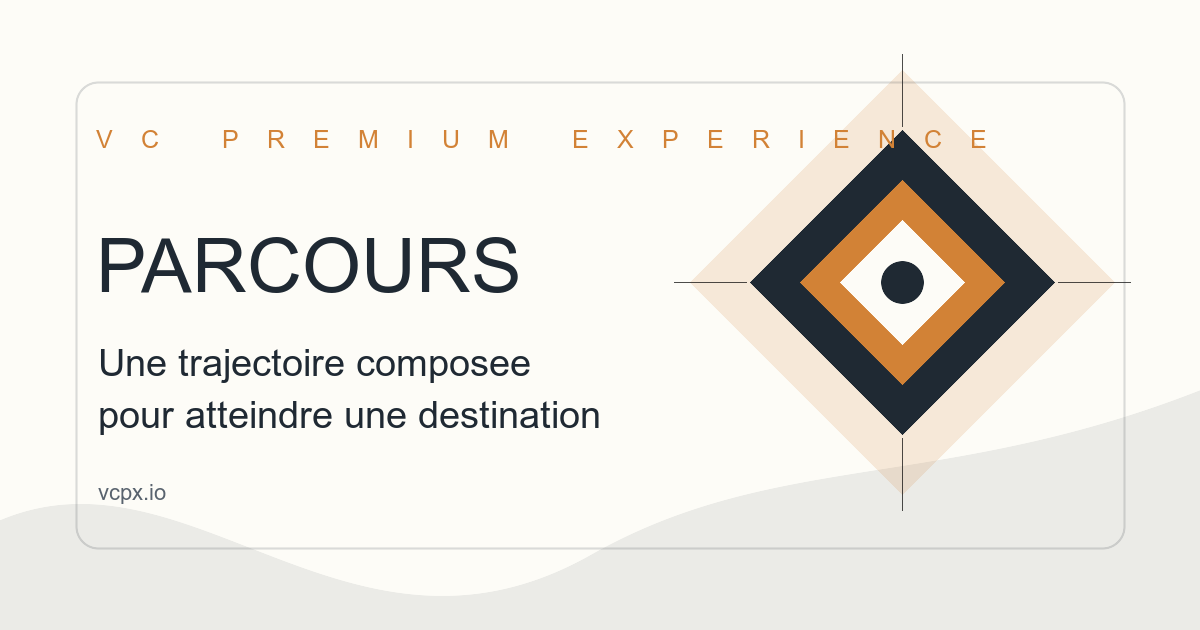 VC PREMIUM EXPERIENCE
PARCOURS
Une trajectoire composee
pour atteindre une destination
vcpx.io